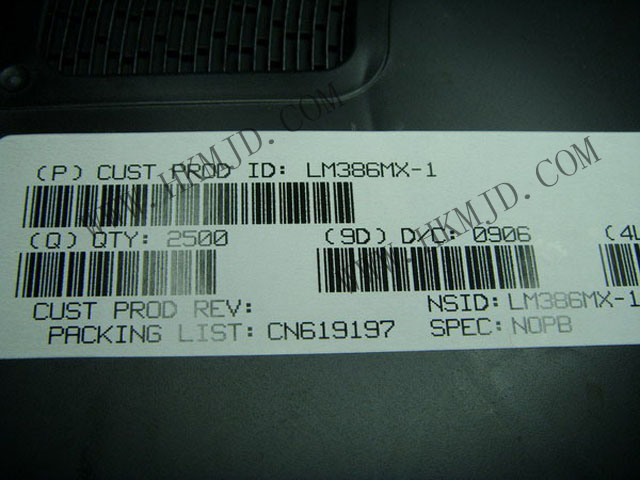 (P) CUST PROD ID: LM386MX-1
(Q) QTY: 2500 (9D) D/C: 0906 (4L
CUST PROD REV: NSID: LM386MX-1
PACKING LIST: CN619197 SPEC: NOPB
WWW.HKMJD.COM
WWW.HKMJD.COM